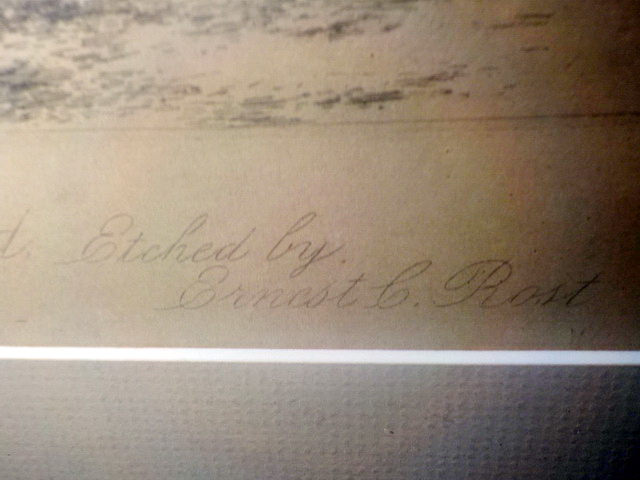 d. Etched by.
Ernest C. Rost